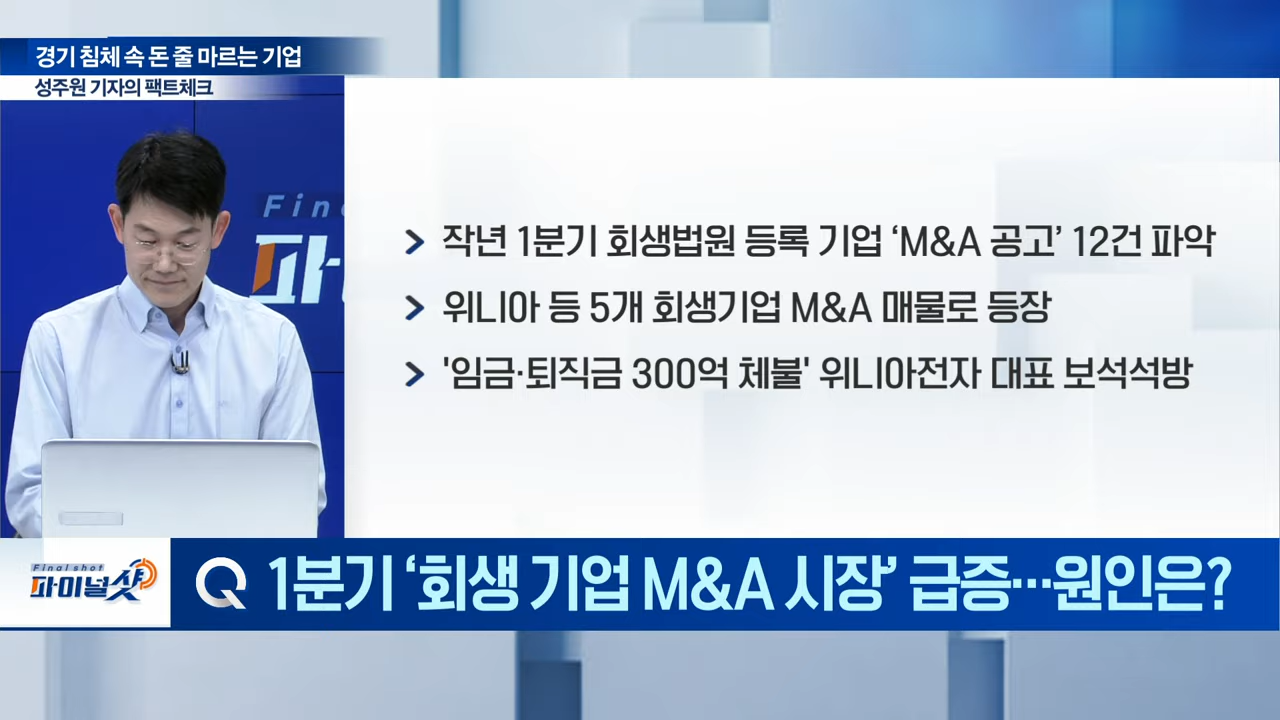 경기 침체 속 돈 줄 마르는 기업
성주원 기자의 팩트체크
Fin
파
작년 1분기 회생법원 등록 기업 ‘M&A 공고’ 12건 파악
위니아 등 5개 회생기업 M&A 매물로 등장
'임금·퇴직금 300억 체불' 위니아전자 대표 보석석방
Final shot
파이널샷
Q 1분기 ‘회생 기업 M&A 시장’ 급증…원인은?